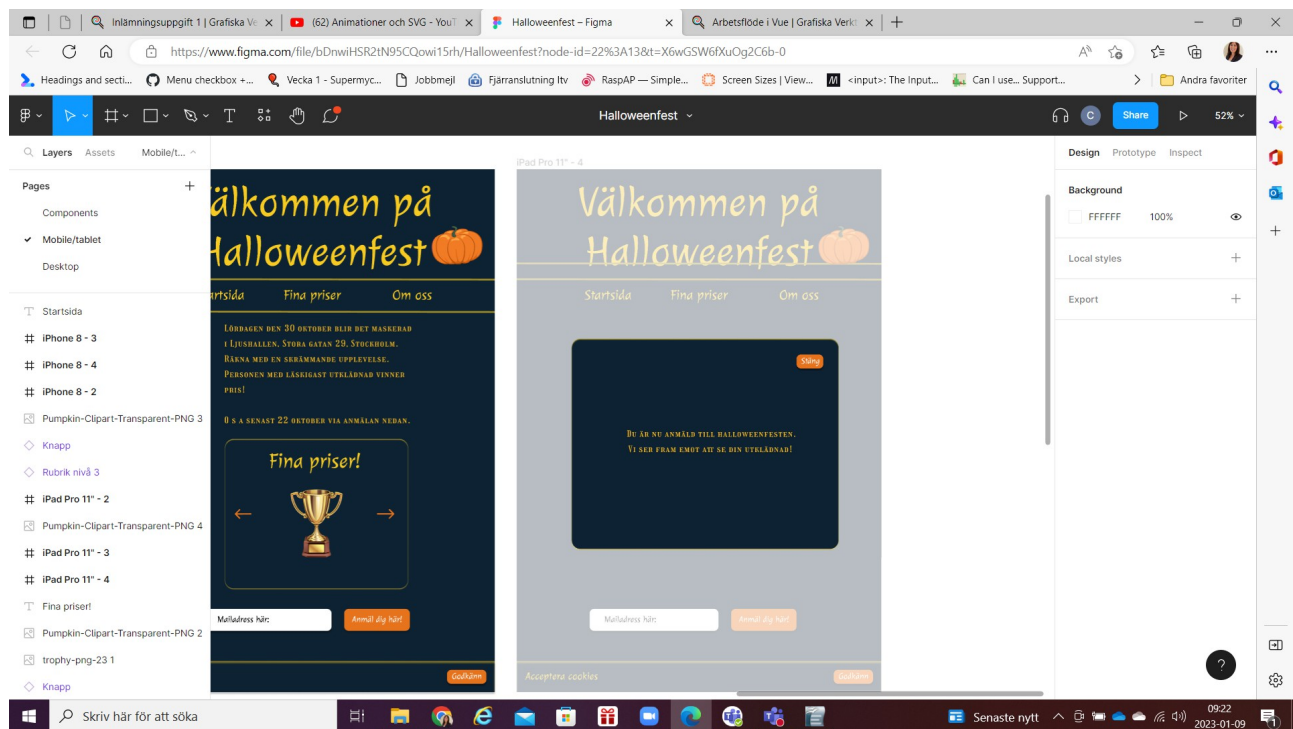 Inlämningsuppgift 1 | Grafiska Ve
(62) Animationer och SVG - YouT
Halloweenfest – Figma
Arbetsflöde i Vue | Grafiska Verkt
https://www.figma.com/file/bDnwiHSR2tN95CQowi15rh/Halloweenfest?node-id=22%3A13&t=X6wGSW6fXuOg2C6b-0
Headings and secti...
Menu checkbox +...
Vecka 1 - Supermyc...
Jobbmejl
Fjärranslutning ltv
RaspAP — Simple...
Screen Sizes | View...
<input>: The Input...
Can I use... Support...
Andra favoriter
Halloweenfest
C
Share
52%
Layers
Assets
Mobile/t...
Pages
Components
Mobile/tablet
Desktop
Startsida
iPhone 8 - 3
iPhone 8 - 4
iPhone 8 - 2
Pumpkin-Clipart-Transparent-PNG 3
Knapp
Rubrik nivå 3
iPad Pro 11" - 2
Pumpkin-Clipart-Transparent-PNG 4
iPad Pro 11" - 3
iPad Pro 11" - 4
Fina priser!
Pumpkin-Clipart-Transparent-PNG 2
trophy-png-23 1
Knapp
älkommen på
Halloweenfest
artsida Fina priser Om oss
Lördagen den 30 oktober blir det maskerad
i Ljushallen, Stora gatan 29, Stockholm.
Räkna med en skrämmande upplevelse.
Personen med läskigast utklädnad vinner
pris!
O s a senast 22 oktober via anmälan nedan.
Fina priser!
Mailadress här:
Anmäl dig här!
Godkänn
iPad Pro 11" - 4
Välkommen på
Halloweenfest
Startsida Fina priser Om oss
Stäng
Du är nu anmäld till halloweenfesten.
Vi ser fram emot att se din utklädnad!
Mailadress här:
Anmäl dig här!
Acceptera cookies
Godkänn
Design
Prototype
Inspect
Background
FFFFFF 100%
Local styles
Export
?
Skriv här för att söka
Senaste nytt
09:22
2023-01-09
1